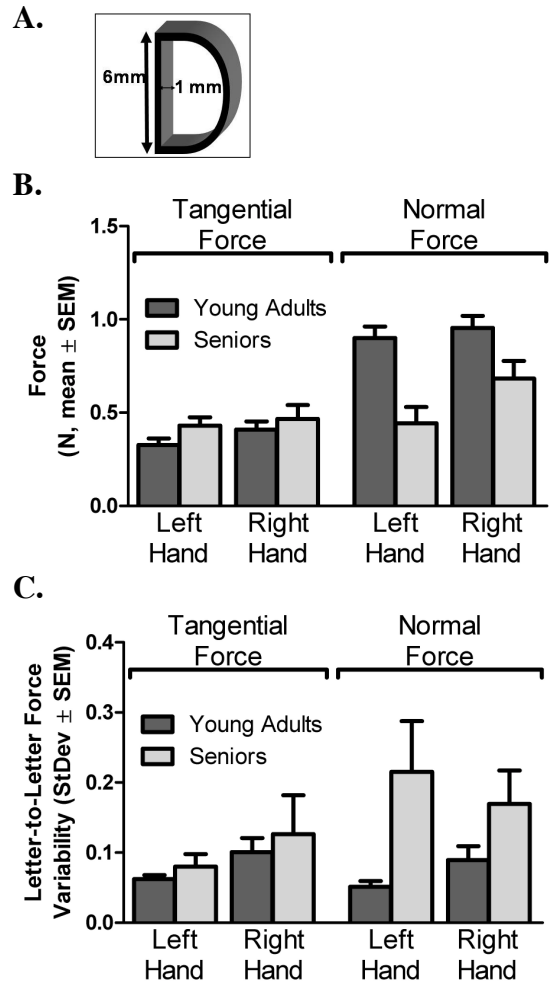 A.
6mm
1 mm
B.
Tangential
Force
Normal
Force
Force
(N, mean ± SEM)
1.5
1.0
0.5
0.0
Young Adults
Seniors
Left
Hand
Right
Hand
Left
Hand
Right
Hand
C.
Tangential
Force
Normal
Force
Letter-to-Letter Force
Variability (StDev ± SEM)
0.4
0.3
0.2
0.1
0.0
Young Adults
Seniors
Left
Hand
Right
Hand
Left
Hand
Right
Hand